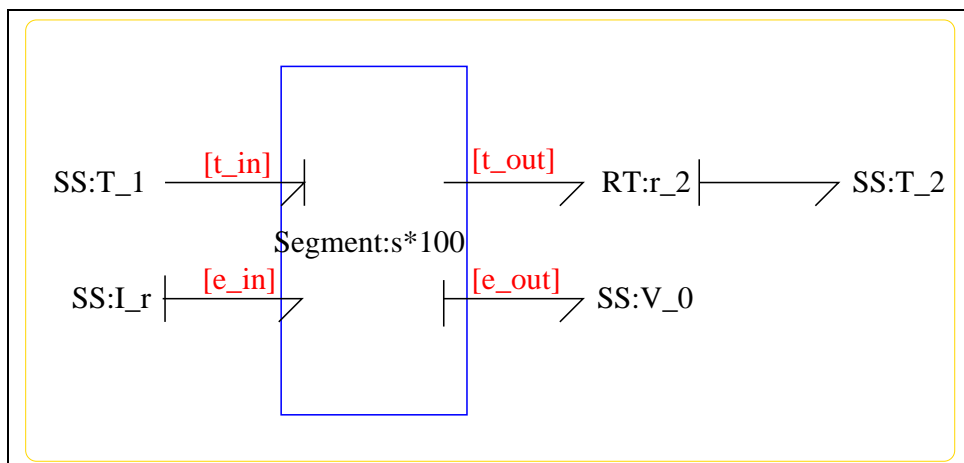 [t_in] [t_out]
SS:T_1 RT:r_2 SS:T_2
Segment:s*100
[e_in] [e_out]
SS:I_r SS:V_0